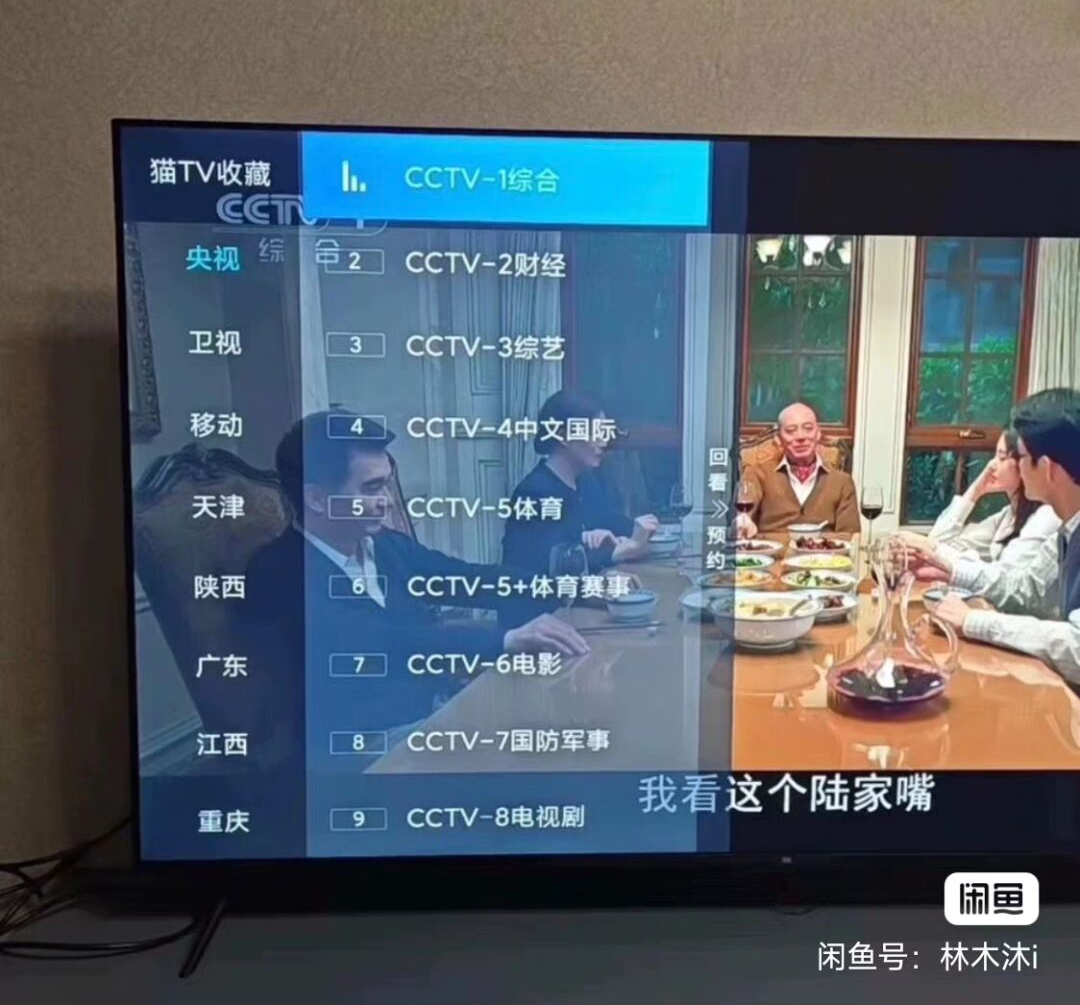 猫TV收藏
CCTV-1综合
CCTV 1
综合
央视
2 CCTV-2财经
卫视
3 CCTV-3综艺
移动
4 CCTV-4中文国际
回看》预约
天津
5 CCTV-5体育
陕西
6 CCTV-5+体育赛事
广东
7 CCTV-6电影
江西
8 CCTV-7国防军事
重庆
9 CCTV-8电视剧
我看这个陆家嘴
闲鱼
闲鱼号：林木沐i